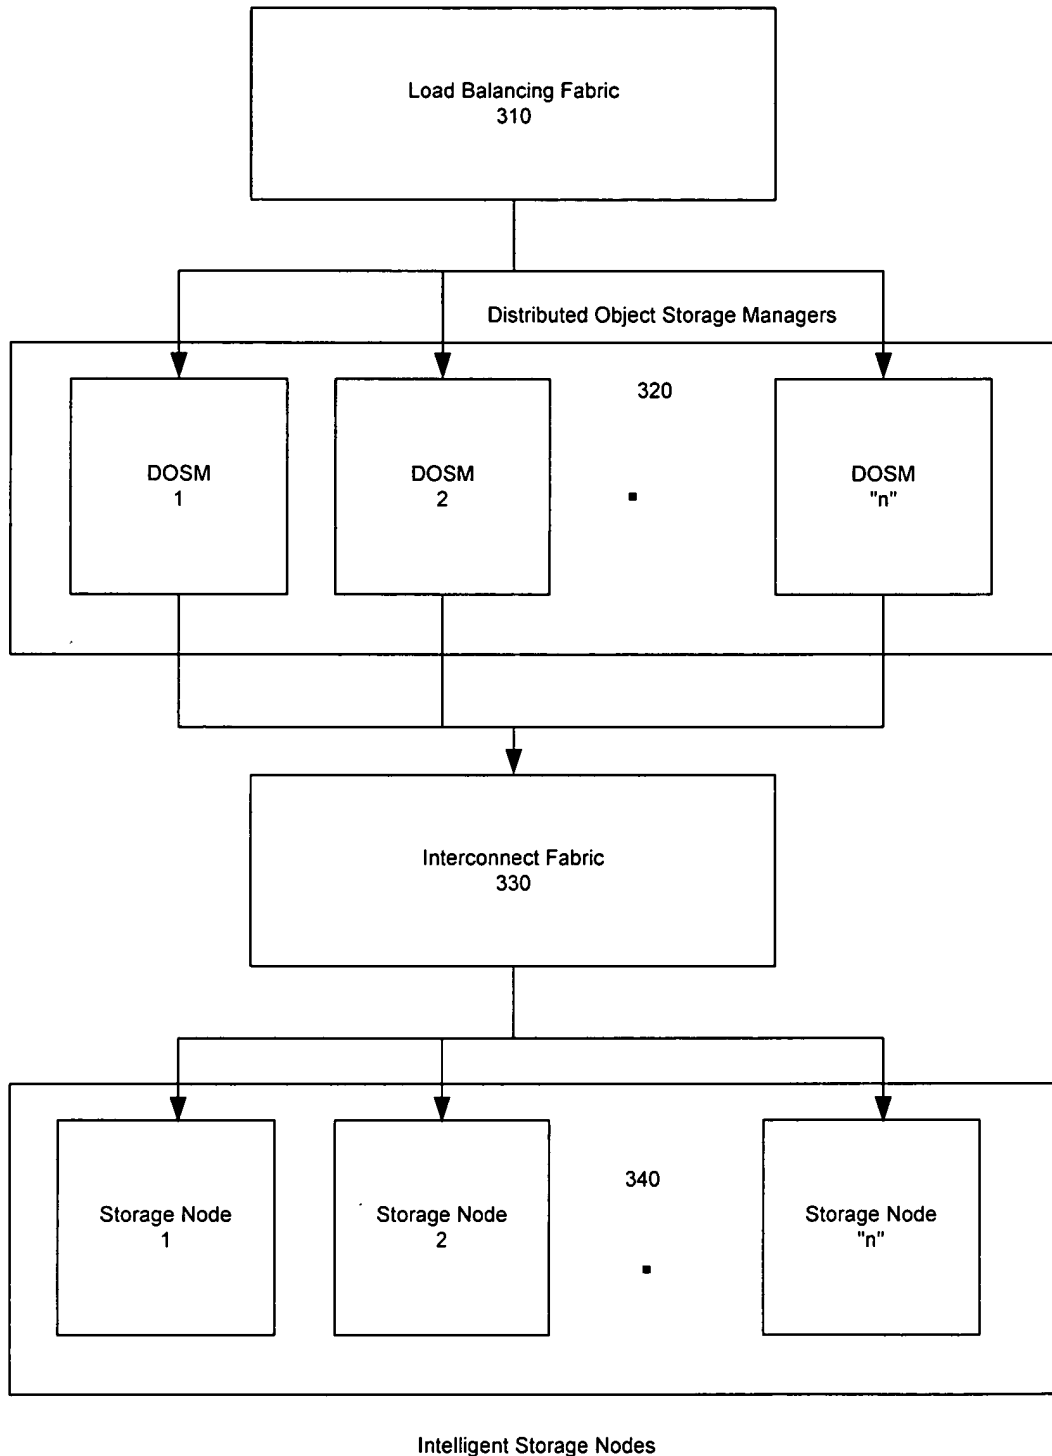 Load Balancing Fabric
310
Distributed Object Storage Managers
320
DOSM
1
DOSM
2
DOSM
"n"
Interconnect Fabric
330
340
Storage Node
1
Storage Node
2
Storage Node
"n"
Intelligent Storage Nodes